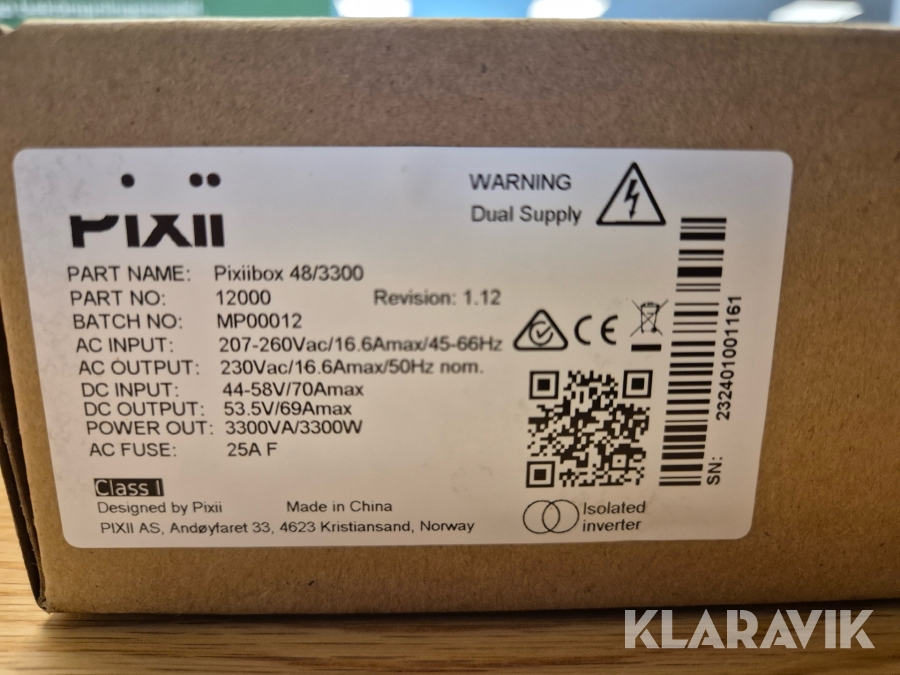 Pixii
WARNING
Dual Supply
PART NAME: Pixiibox 48/3300
PART NO: 12000 Revision: 1.12
BATCH NO: MP00012
AC INPUT: 207-260Vac/16.6Amax/45-66Hz
AC OUTPUT: 230Vac/16.6Amax/50Hz nom.
DC INPUT: 44-58V/70Amax
DC OUTPUT: 53.5V/69Amax
POWER OUT: 3300VA/3300W
AC FUSE: 25A F
CE
SN: 232401001161
Class I
Designed by Pixii Made in China
PIXII AS, Andøyfaret 33, 4623 Kristiansand, Norway
Isolated
inverter
KLARAVIK